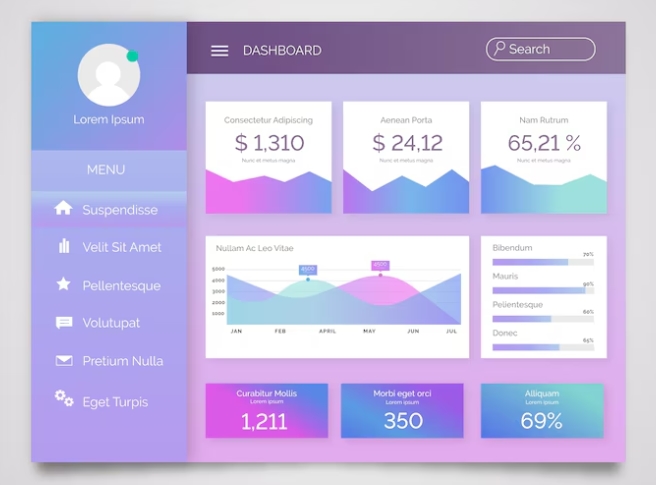 DASHBOARD
Search
Lorem Ipsum
MENU
Suspendisse
Velit Sit Amet
Pellentesque
Volutupat
Pretium Nulla
Eget Turpis
Consectetur Adipiscing
$ 1,310
Nunc et metus magna
Aenean Porta
$ 24,12
Nunc et metus magna
Nam Rutrum
65,21 %
Nunc et metus magna
Nullam Ac Leo Vitae
5000
4000
3000
2000
1000
JAN FEB APRIL MAY JUN JUL
Bibendum
70%
Mauris
90%
Pellentesque
60%
Donec
65%
Curabitur Mollis
Lorem ipsum
1,211
Morbi eget orci
Lorem ipsum
350
Alliquam
Lorem ipsum
69%